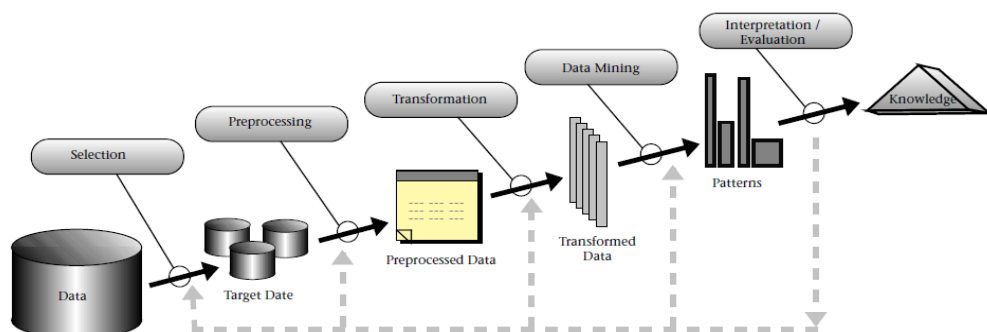 Interpretation /
Evaluation
Data Mining
Transformation
Preprocessing
Selection
Data
Target Date
Preprocessed Data
Transformed
Data
Patterns
Knowledge